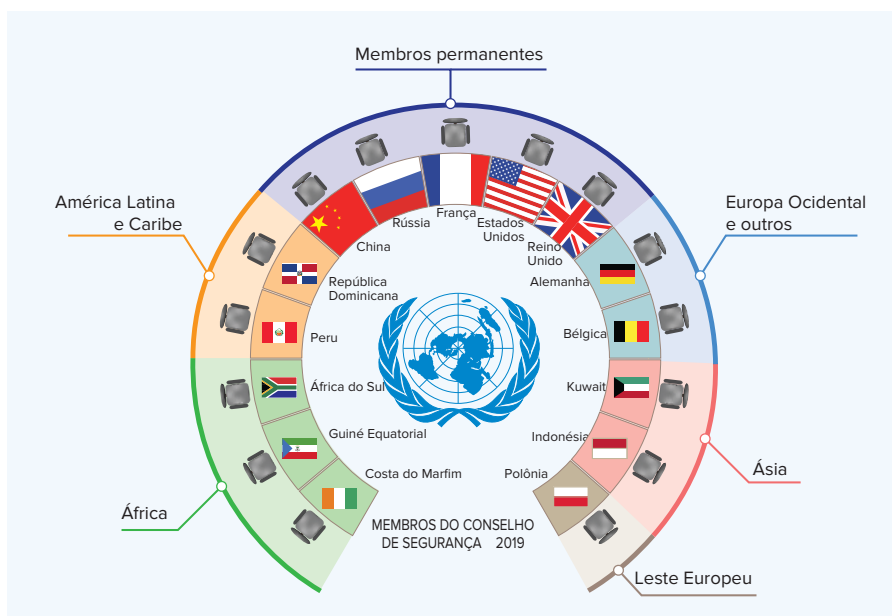 Membros permanentes
América Latina
e Caribe
Europa Ocidental
e outros
França
Rússia
Estados
Unidos
China
Reino
Unido
República
Dominicana
Alemanha
Peru
Bélgica
África do Sul
Kuwait
Guiné Equatorial
Indonésia
Costa do Marfim
Polônia
África
Ásia
MEMBROS DO CONSELHO
DE SEGURANÇA 2019
Leste Europeu